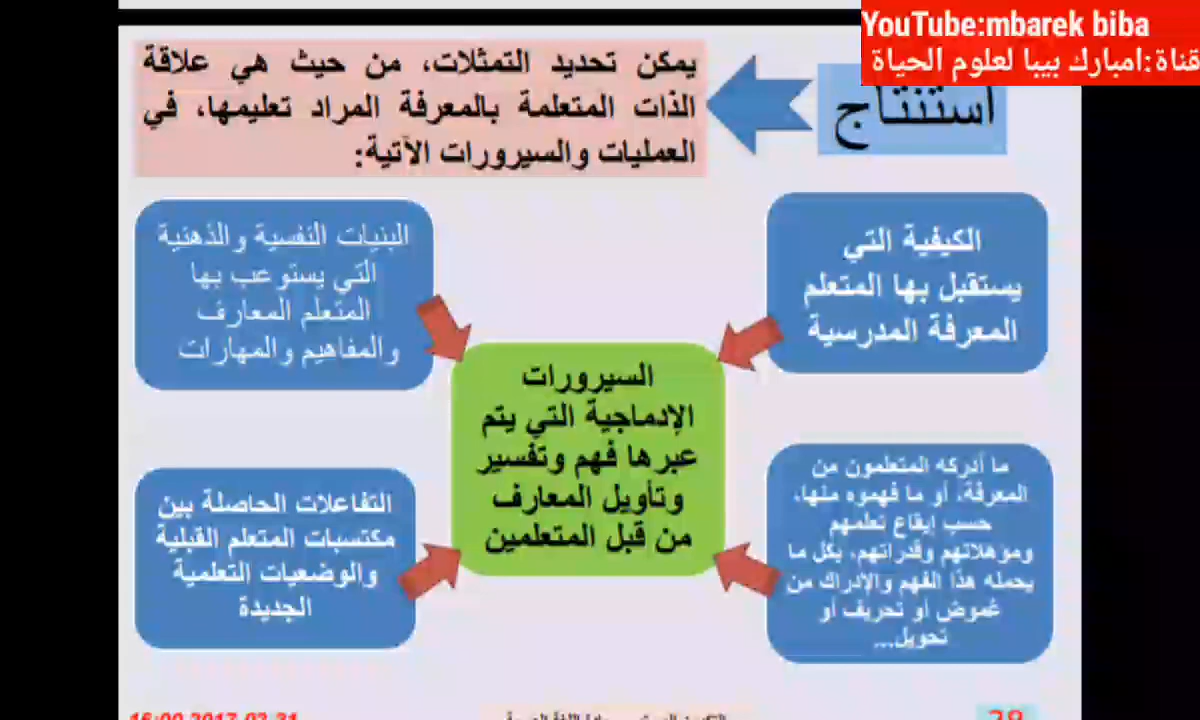 YouTube:mbarek biba
قناة:امبارك بيبا لعلوم الحياة
استنتاج
يمكن تحديد التمثلات، من حيث هي علاقة
الذات المتعلمة بالمعرفة المراد تعليمها، في
العمليات والسيرورات الآتية:
الكيفية التي
يستقبل بها المتعلم
المعرفة المدرسية
البنيات النفسية والذهنية
التي يستوعب بها
المتعلم المعارف
والمفاهيم والمهارات
السيرورات
الإدماجية التي يتم
عبرها فهم وتفسير
وتأويل المعارف
من قبل المتعلمين
ما أدركه المتعلمون من
المعرفة، أو ما فهموه منها،
حسب إيقاع تعلمهم
ومؤهلاتهم وقدراتهم، بكل ما
يحمله هذا الفهم والإدراك من
غموض أو تحريف أو
تحويل...
التفاعلات الحاصلة بين
مكتسبات المتعلم القبلية
والوضعيات التعلمية
الجديدة